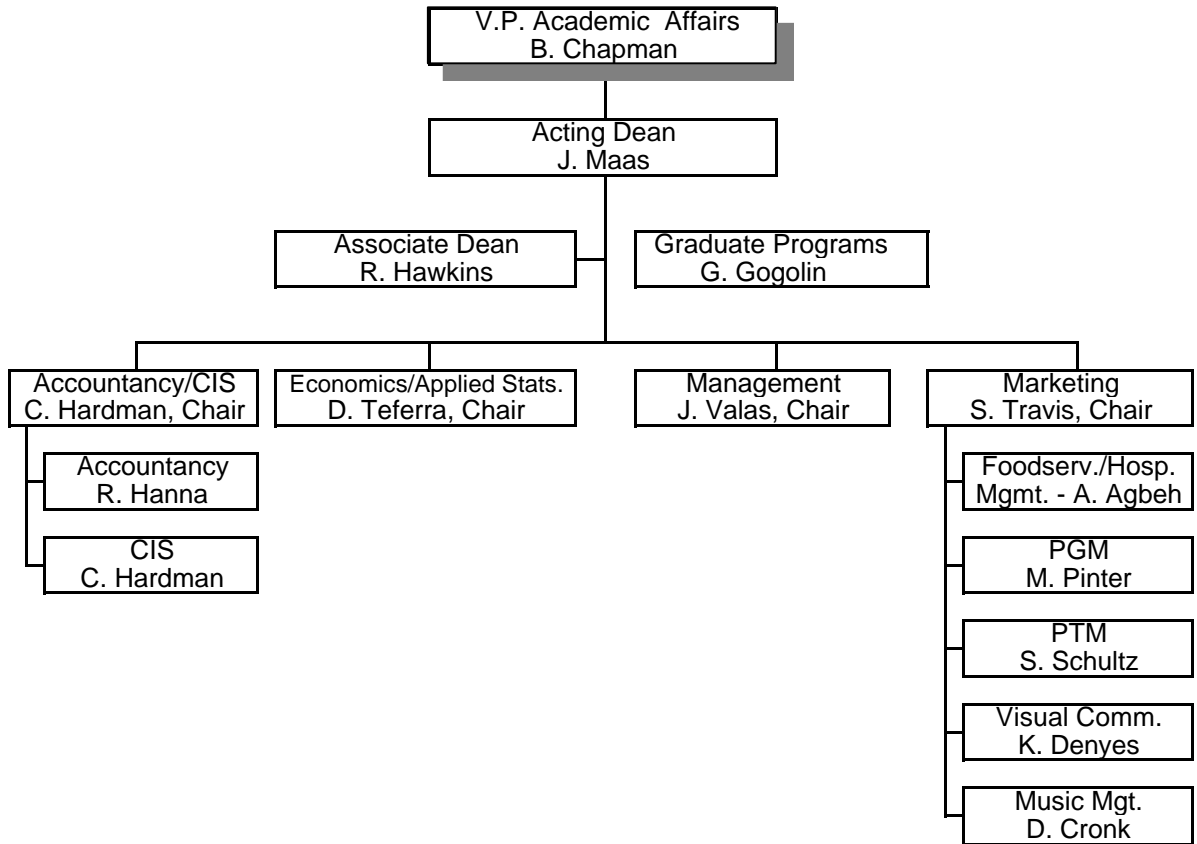 V.P. Academic Affairs
B. Chapman
Acting Dean
J. Maas
Associate Dean
R. Hawkins
Graduate Programs
G. Gogolin
Accountancy/CIS
C. Hardman, Chair
Economics/Applied Stats.
D. Teferra, Chair
Management
J. Valas, Chair
Marketing
S. Travis, Chair
Accountancy
R. Hanna
CIS
C. Hardman
Foodserv./Hosp.
Mgmt. - A. Agbeh
PGM
M. Pinter
PTM
S. Schultz
Visual Comm.
K. Denyes
Music Mgt.
D. Cronk